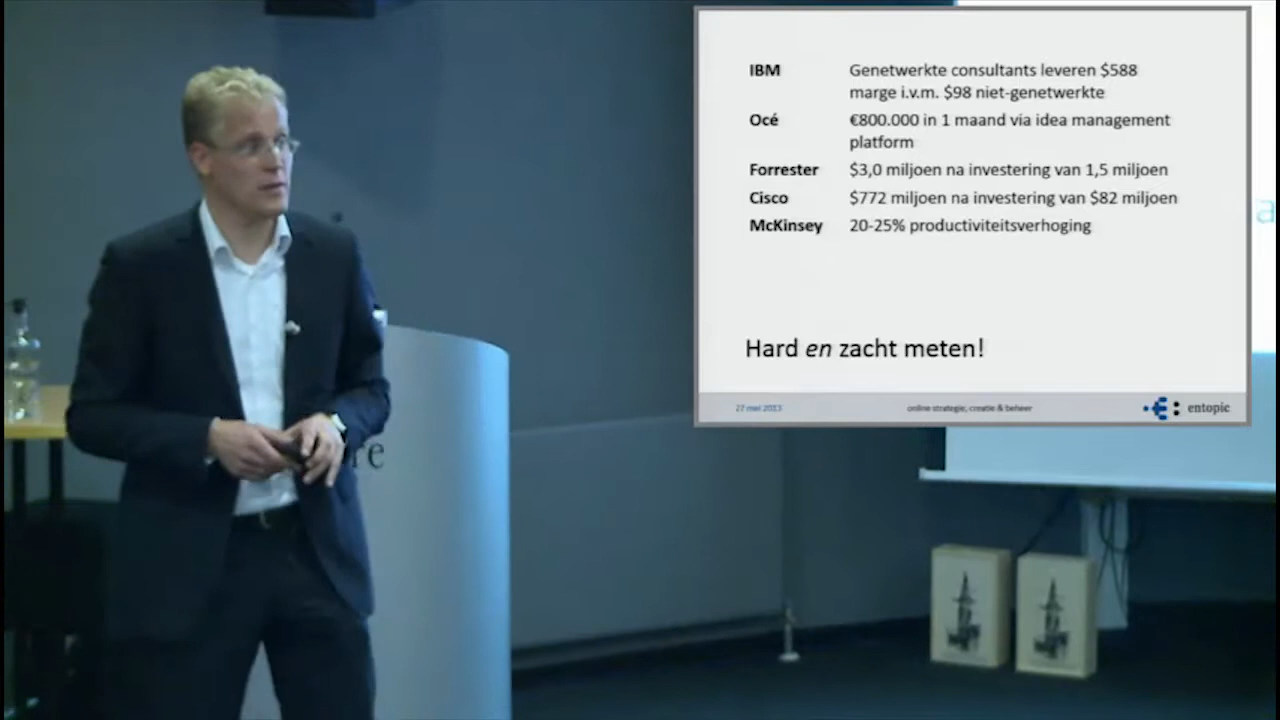 IBM Genetwerkte consultants leveren $588
marge i.v.m. $98 niet-genetwerkte
Océ €800.000 in 1 maand via idea management
platform
Forrester $3,0 miljoen na investering van 1,5 miljoen
Cisco $772 miljoen na investering van $82 miljoen
McKinsey 20-25% productiviteitsverhoging
Hard en zacht meten!
27 mei 2013 online strategie, creatie & beheer entopic
re